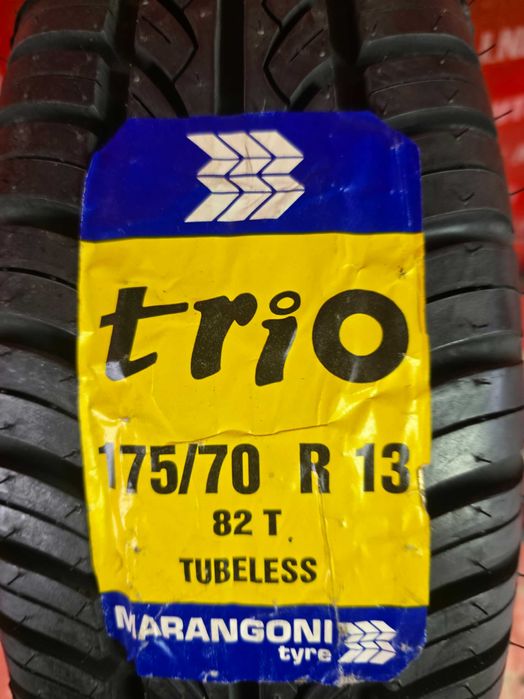 trio
175/70 R 13
82 T
TUBELESS
MARANGONI
tyre